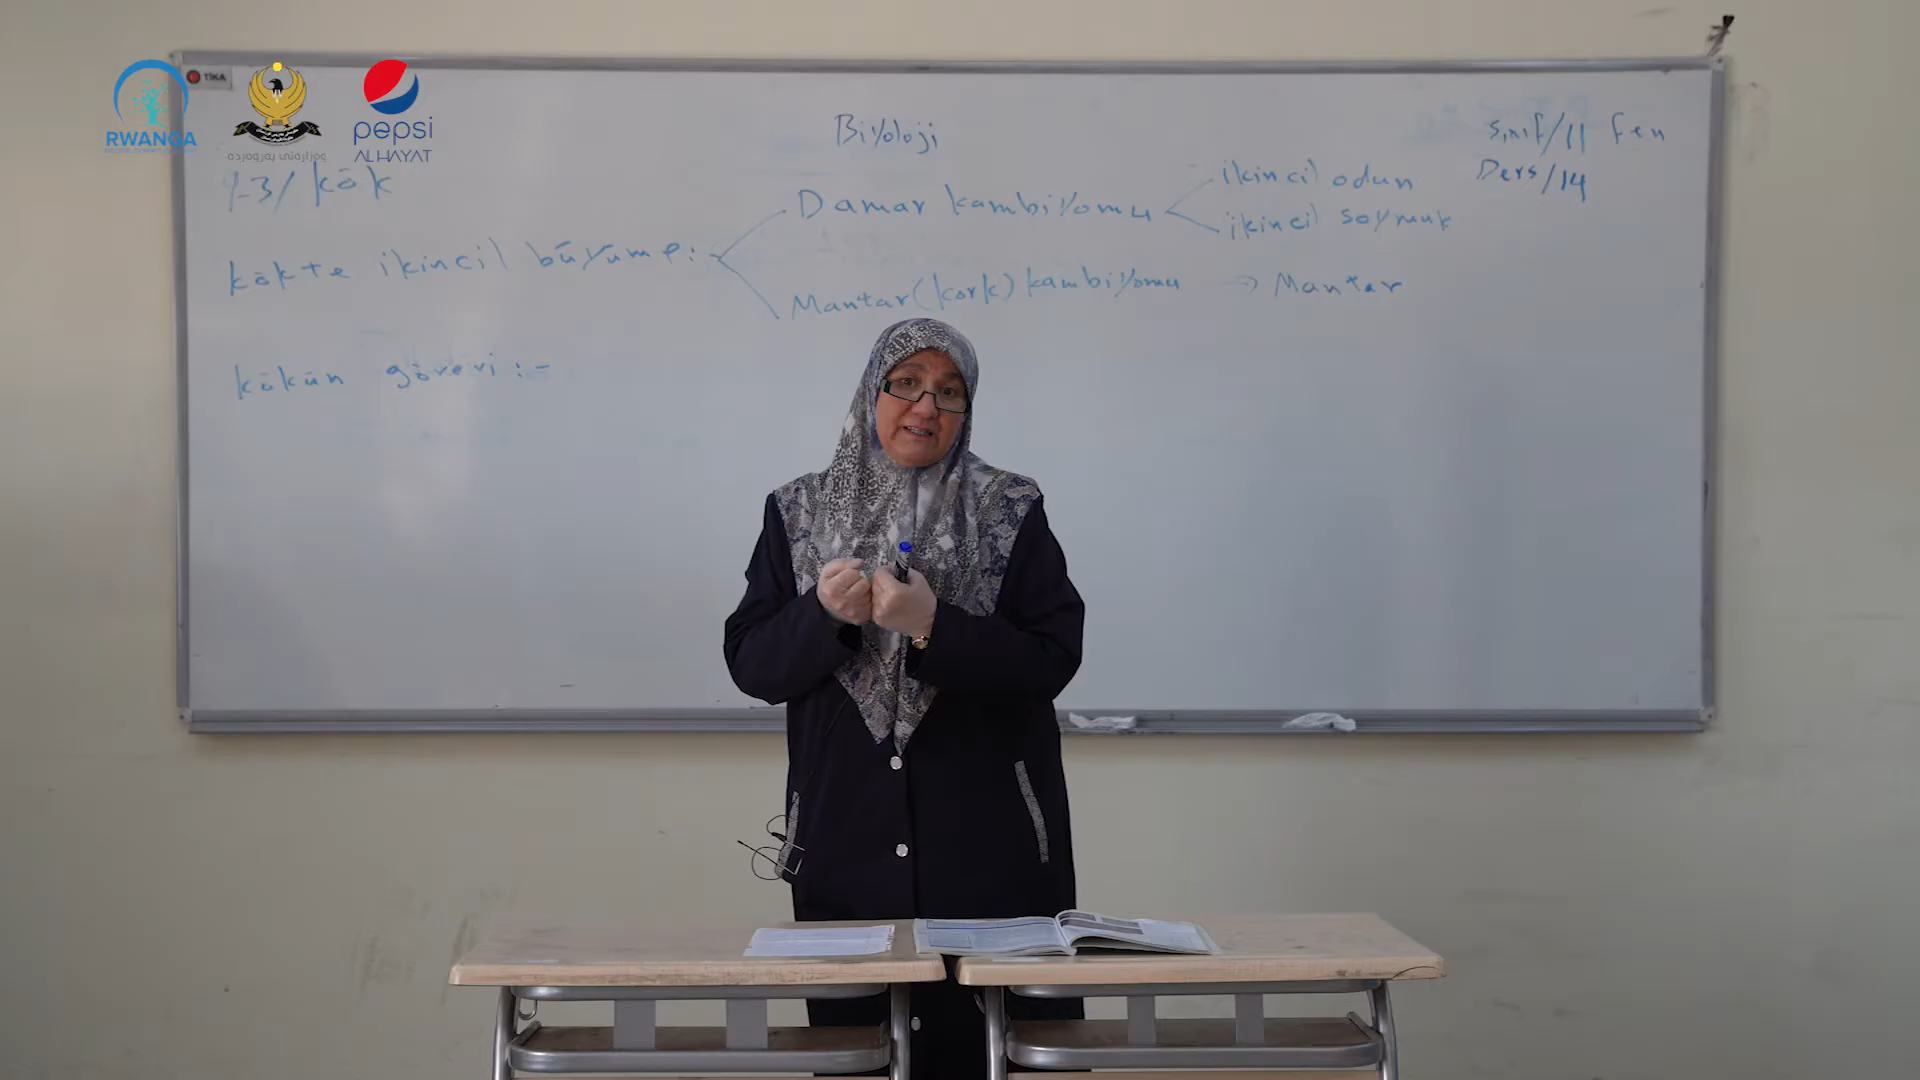 TİKA
RWANGA
وەزارەتی پەروەردە
pepsi
ALHAYAT
Biyoloji
Sınıf/11 fen
Ders/14
1-3/ kök
kökte ikincil büyüme:
Damar kambiyomu
ikincil odun
ikincil soymuk
Mantar(kork) kambiyomu → Mantar
kökün görevi :-